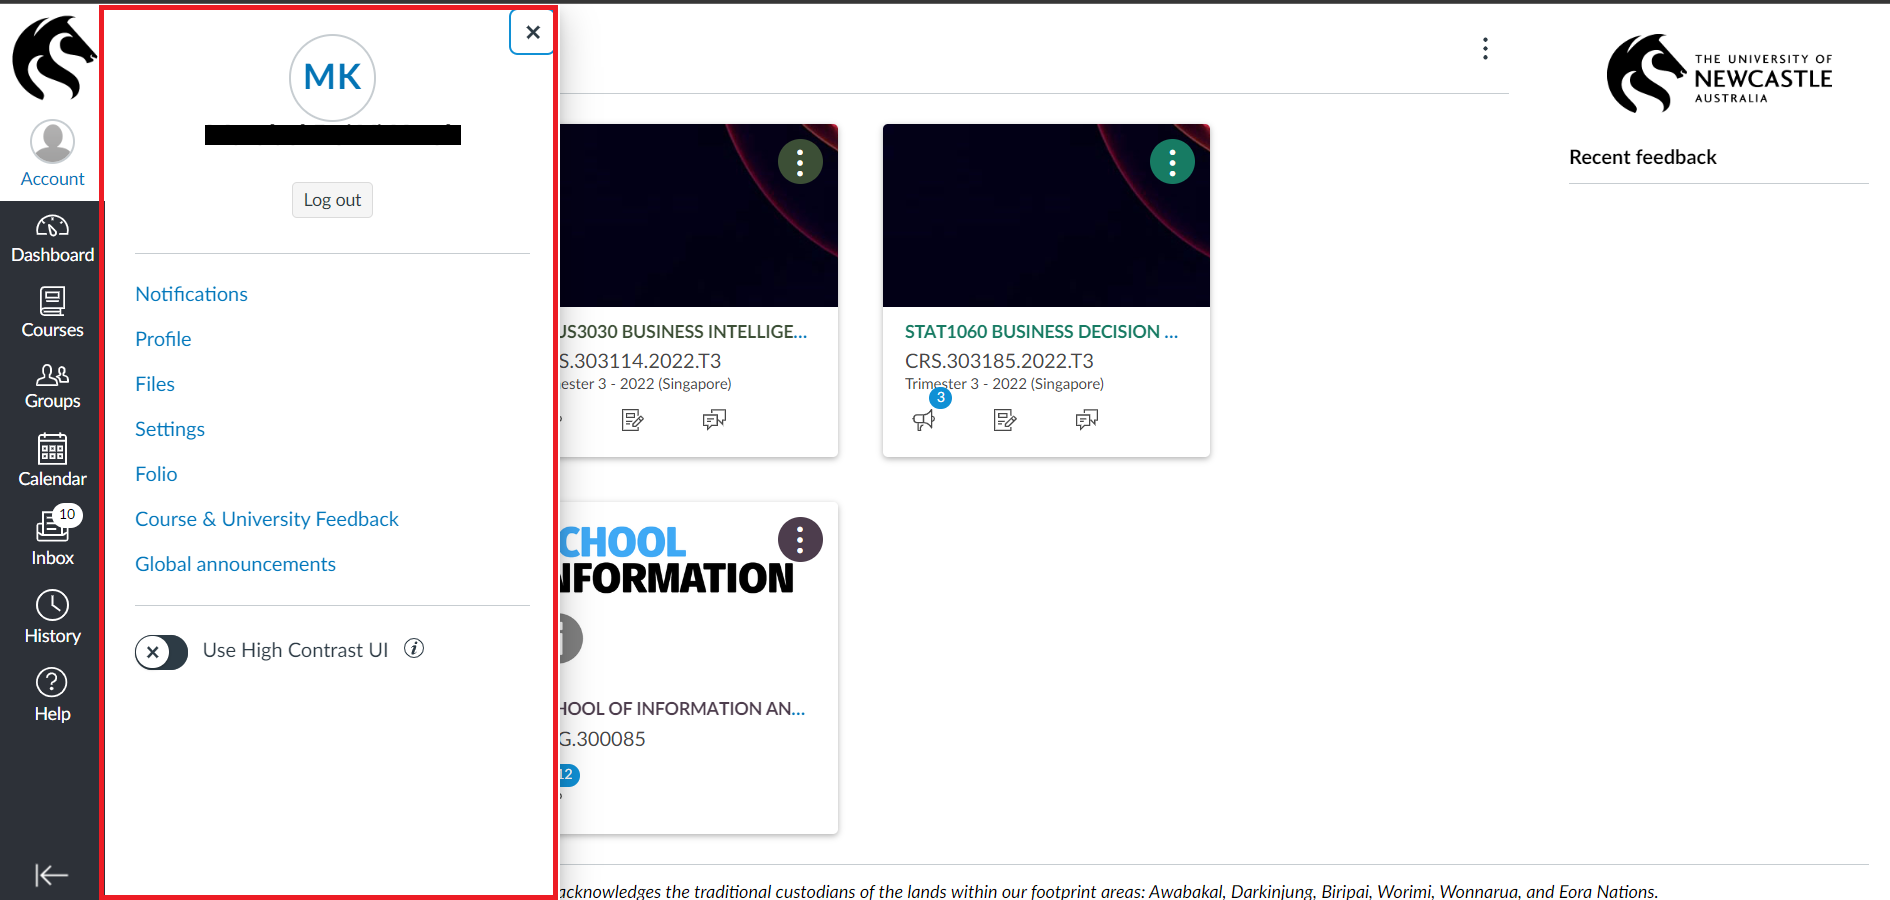 Account
Dashboard
Courses
Groups
Calendar
10
Inbox
History
Help
MK
Log out
Notifications
Profile
Files
Settings
Folio
Course & University Feedback
Global announcements
Use High Contrast UI
US3030 BUSINESS INTELLIGE...
S.303114.2022.T3
ester 3 - 2022 (Singapore)
STAT1060 BUSINESS DECISION ...
CRS.303185.2022.T3
Trimester 3 - 2022 (Singapore)
3
CHOOL
NFORMATION
HOOL OF INFORMATION AN...
G.300085
12
THE UNIVERSITY OF
NEWCASTLE
AUSTRALIA
Recent feedback
acknowledges the traditional custodians of the lands within our footprint areas: Awabakal, Darkinjung, Biripai, Worimi, Wonnarua, and Eora Nations.